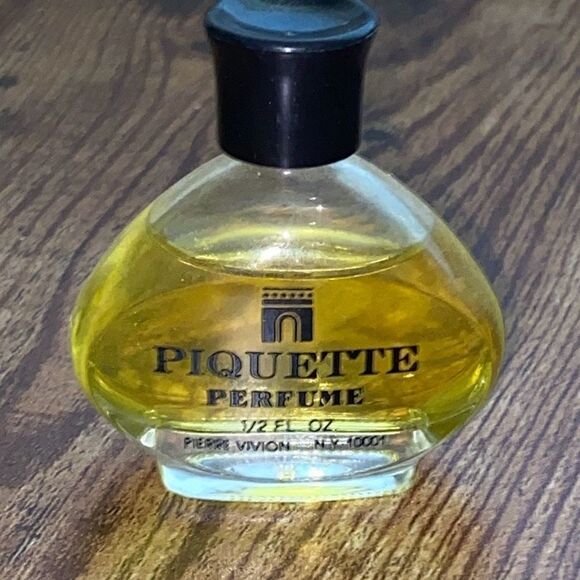 PIQUETTE
PERFUME
1/2 FL. OZ.
PIERRE VIVION N.Y. 10001